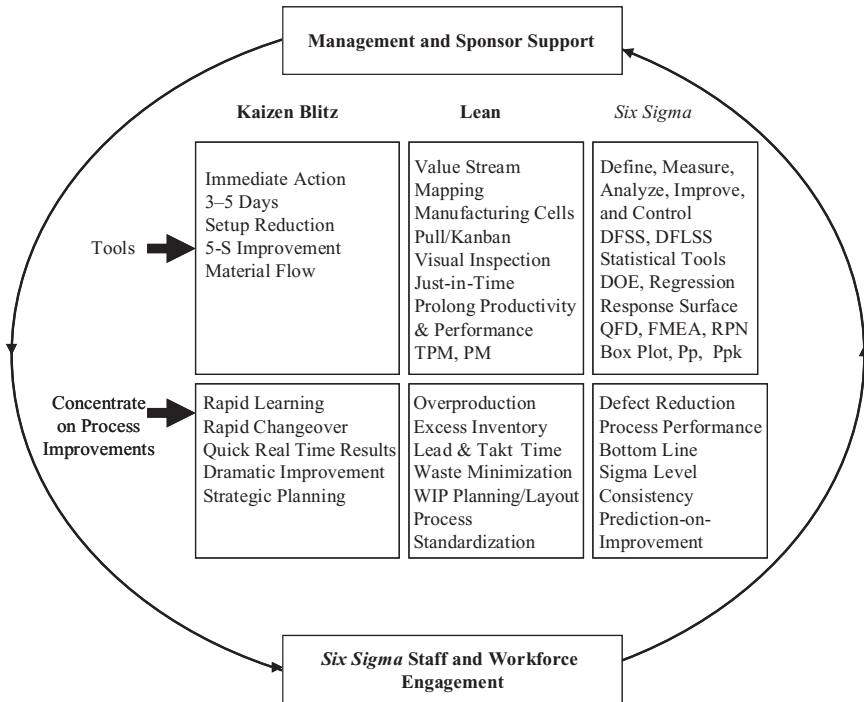 Management and Sponsor Support
Kaizen Blitz
Lean
Six Sigma
Tools
Immediate Action
3–5 Days
Setup Reduction
5-S Improvement
Material Flow
Value Stream
Mapping
Manufacturing Cells
Pull/Kanban
Visual Inspection
Just-in-Time
Prolong Productivity
& Performance
TPM, PM
Define, Measure,
Analyze, Improve,
and Control
DFSS, DFLSS
Statistical Tools
DOE, Regression
Response Surface
QFD, FMEA, RPN
Box Plot, Pp, Ppk
Concentrate
on Process
Improvements
Rapid Learning
Rapid Changeover
Quick Real Time Results
Dramatic Improvement
Strategic Planning
Overproduction
Excess Inventory
Lead & Takt Time
Waste Minimization
WIP Planning/Layout
Process
Standardization
Defect Reduction
Process Performance
Bottom Line
Sigma Level
Consistency
Prediction-on-
Improvement
Six Sigma Staff and Workforce
Engagement